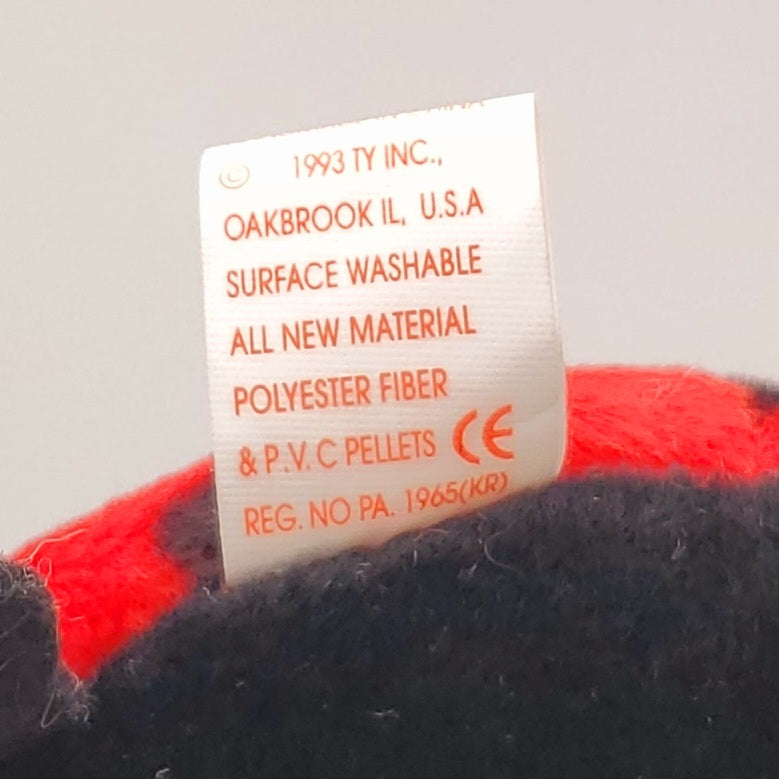 © 1993 TY INC.,
OAKBROOK IL, U.S.A
SURFACE WASHABLE
ALL NEW MATERIAL
POLYESTER FIBER
& P.V.C PELLETS CE
REG. NO PA. 1965(KR)